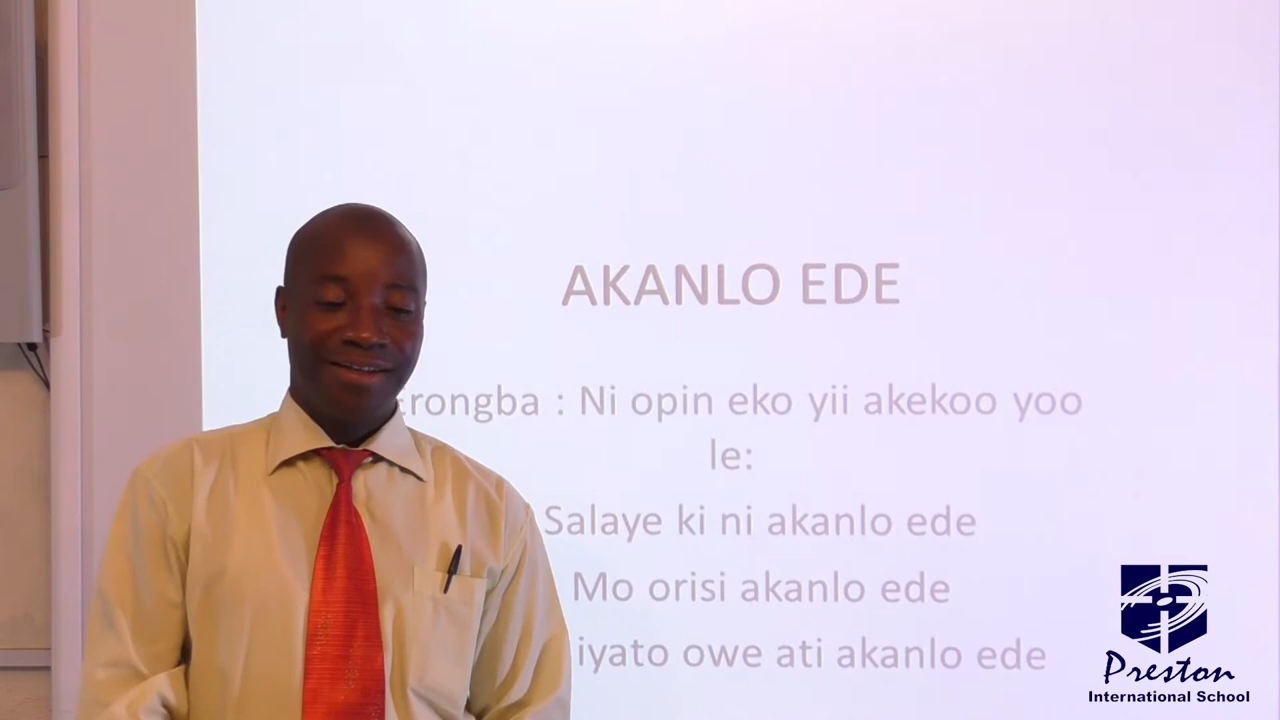 AKANLO EDE
: Ni opin eko yii akekoo yoo
le:
Salaye ki ni akanlo ede
Mo orisi akanlo ede
iyato owe ati akanlo ede
Preston
International School